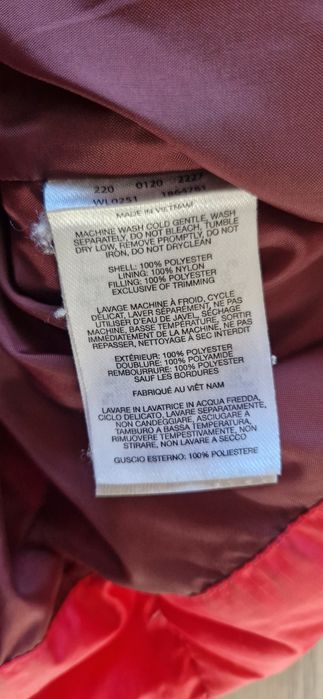 220 0120 2227
WL0251 1864761
MADE IN VIETNAM
MACHINE WASH COLD GENTLE, WASH
SEPARATELY, DO NOT BLEACH, TUMBLE
DRY LOW, REMOVE PROMPTLY, DO NOT
IRON, DO NOT DRYCLEAN
SHELL: 100% POLYESTER
LINING: 100% NYLON
FILLING: 100% POLYESTER
EXCLUSIVE OF TRIMMING
LAVAGE MACHINE À FROID, CYCLE
DÉLICAT, LAVER SÉPARÉMENT, NE PAS
UTILISER D'EAU DE JAVEL, SÉCHAGE
MACHINE, BASSE TEMPÉRATURE, SORTIR
IMMÉDIATEMENT DE LA MACHINE, NE PAS
REPASSER, NETTOYAGE À SEC INTERDIT
EXTÉRIEUR: 100% POLYESTER
DOUBLURE: 100% POLYAMIDE
REMBOURRURE: 100% POLYESTER
SAUF LES BORDURES
FABRIQUÉ AU VIÊT NAM
LAVARE IN LAVATRICE IN ACQUA FREDDA,
CICLO DELICATO, LAVARE SEPARATAMENTE,
NON CANDEGGIARE, ASCIUGARE A
TAMBURO A BASSA TEMPERATURA,
RIMUOVERE TEMPESTIVAMENTE, NON
STIRARE, NON LAVARE A SECCO
GUSCIO ESTERNO: 100% POLIESTERE